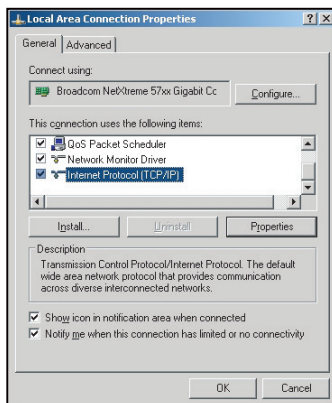 Local Area Connection Properties
General Advanced
Connect using:
Broadcom NetXtreme 57xx Gigabit Cc
Configure...
This connection uses the following items:
QoS Packet Scheduler
Network Monitor Driver
Internet Protocol (TCP/IP)
Install... Uninstall Properties
Description
Transmission Control Protocol/Internet Protocol. The default
wide area network protocol that provides communication
across diverse interconnected networks.
Show icon in notification area when connected
Notify me when this connection has limited or no connectivity
OK Cancel